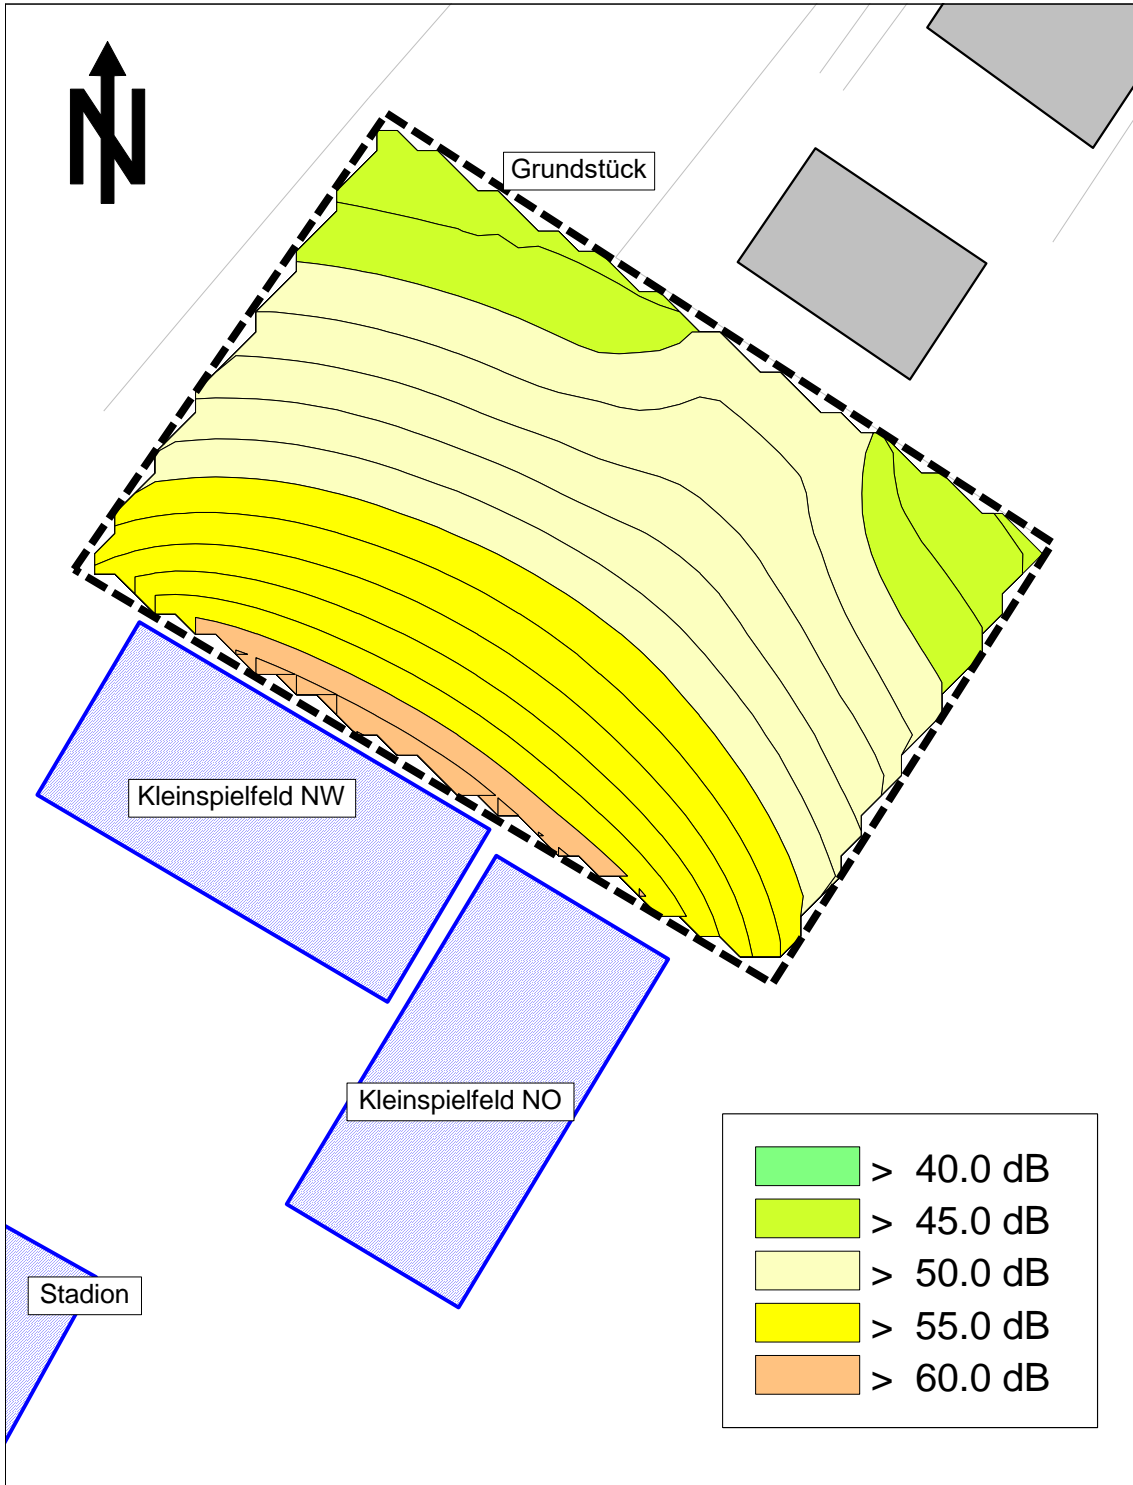 N
Grundstück
Kleinspielfeld NW
Kleinspielfeld NO
Stadion
> 40.0 dB
> 45.0 dB
> 50.0 dB
> 55.0 dB
> 60.0 dB